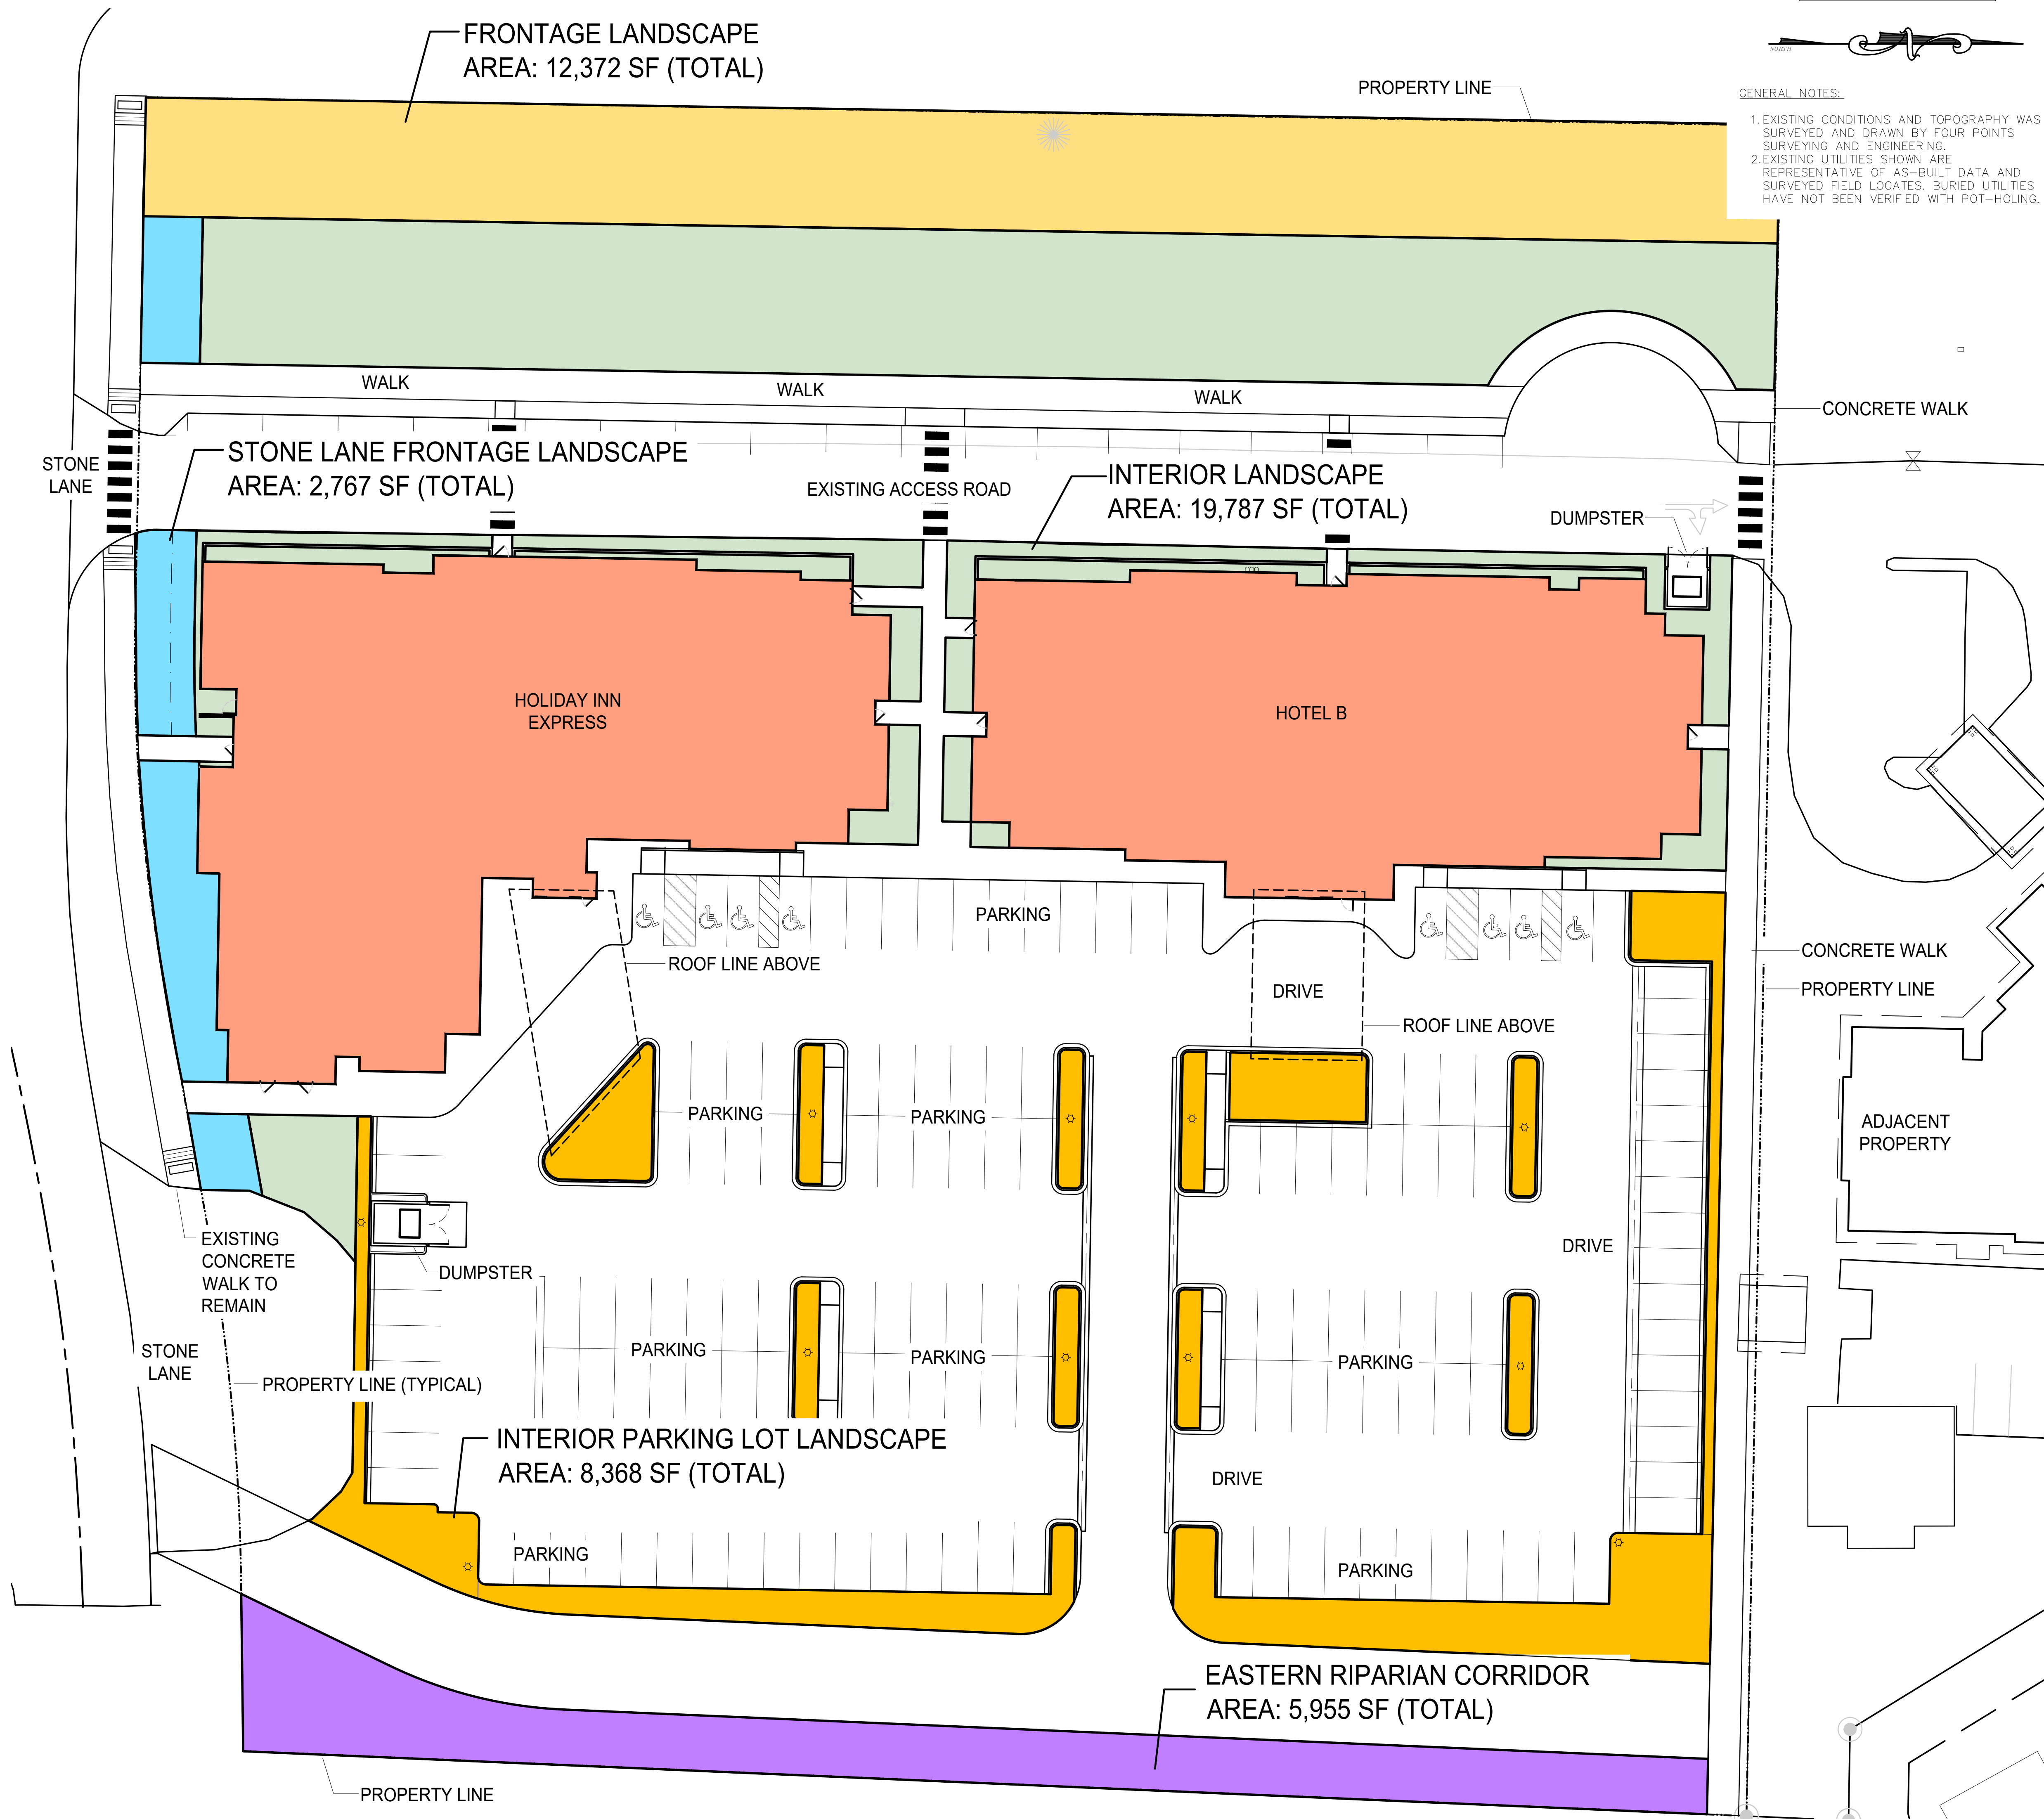 FRONTAGE LANDSCAPE
AREA: 12,372 SF (TOTAL)
NORTH
PROPERTY LINE
GENERAL NOTES:
1. EXISTING CONDITIONS AND TOPOGRAPHY WAS
SURVEYED AND DRAWN BY FOUR POINTS
SURVEYING AND ENGINEERING.
2. EXISTING UTILITIES SHOWN ARE
REPRESENTATIVE OF AS-BUILT DATA AND
SURVEYED FIELD LOCATES. BURIED UTILITIES
HAVE NOT BEEN VERIFIED WITH POT-HOLING.
WALK
WALK
WALK
CONCRETE WALK
STONE
LANE
STONE LANE FRONTAGE LANDSCAPE
AREA: 2,767 SF (TOTAL)
EXISTING ACCESS ROAD
INTERIOR LANDSCAPE
AREA: 19,787 SF (TOTAL)
DUMPSTER
HOLIDAY INN
EXPRESS
HOTEL B
PARKING
ROOF LINE ABOVE
CONCRETE WALK
DRIVE
PROPERTY LINE
ROOF LINE ABOVE
PARKING
PARKING
ADJACENT
PROPERTY
EXISTING
CONCRETE
WALK TO
REMAIN
DRIVE
DUMPSTER
STONE
LANE
PARKING
PARKING
PARKING
PROPERTY LINE (TYPICAL)
INTERIOR PARKING LOT LANDSCAPE
AREA: 8,368 SF (TOTAL)
DRIVE
PARKING
PARKING
EASTERN RIPARIAN CORRIDOR
AREA: 5,955 SF (TOTAL)
PROPERTY LINE